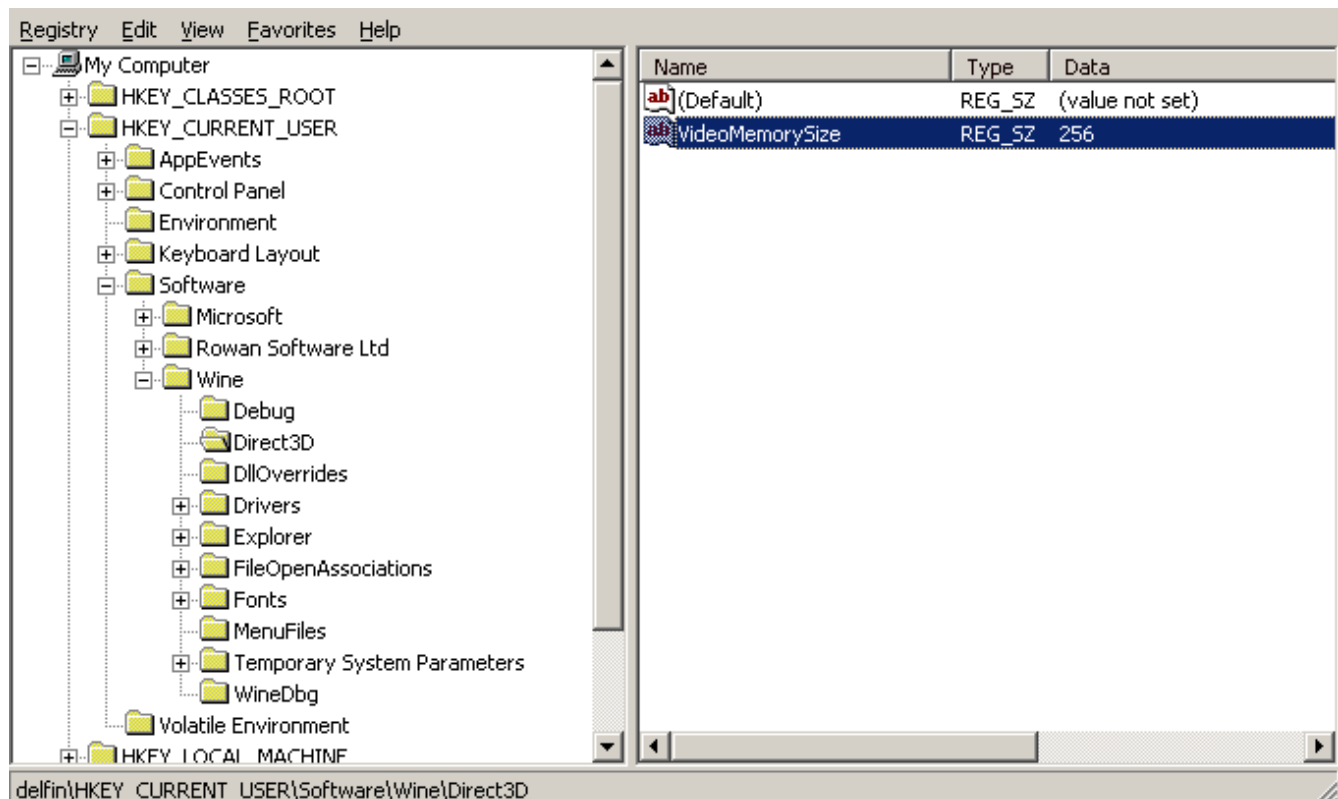 Registry Edit View Favorites Help
My Computer
HKEY_CLASSES_ROOT
HKEY_CURRENT_USER
AppEvents
Control Panel
Environment
Keyboard Layout
Software
Microsoft
Rowan Software Ltd
Wine
Debug
Direct3D
DllOverrides
Drivers
Explorer
FileOpenAssociations
Fonts
MenuFiles
Temporary System Parameters
WineDbg
Volatile Environment
HKEY_LOCAL_MACHINE
Name Type Data
ab (Default) REG_SZ (value not set)
ab VideoMemorySize REG_SZ 256
delfin\HKEY_CURRENT_USER\Software\Wine\Direct3D